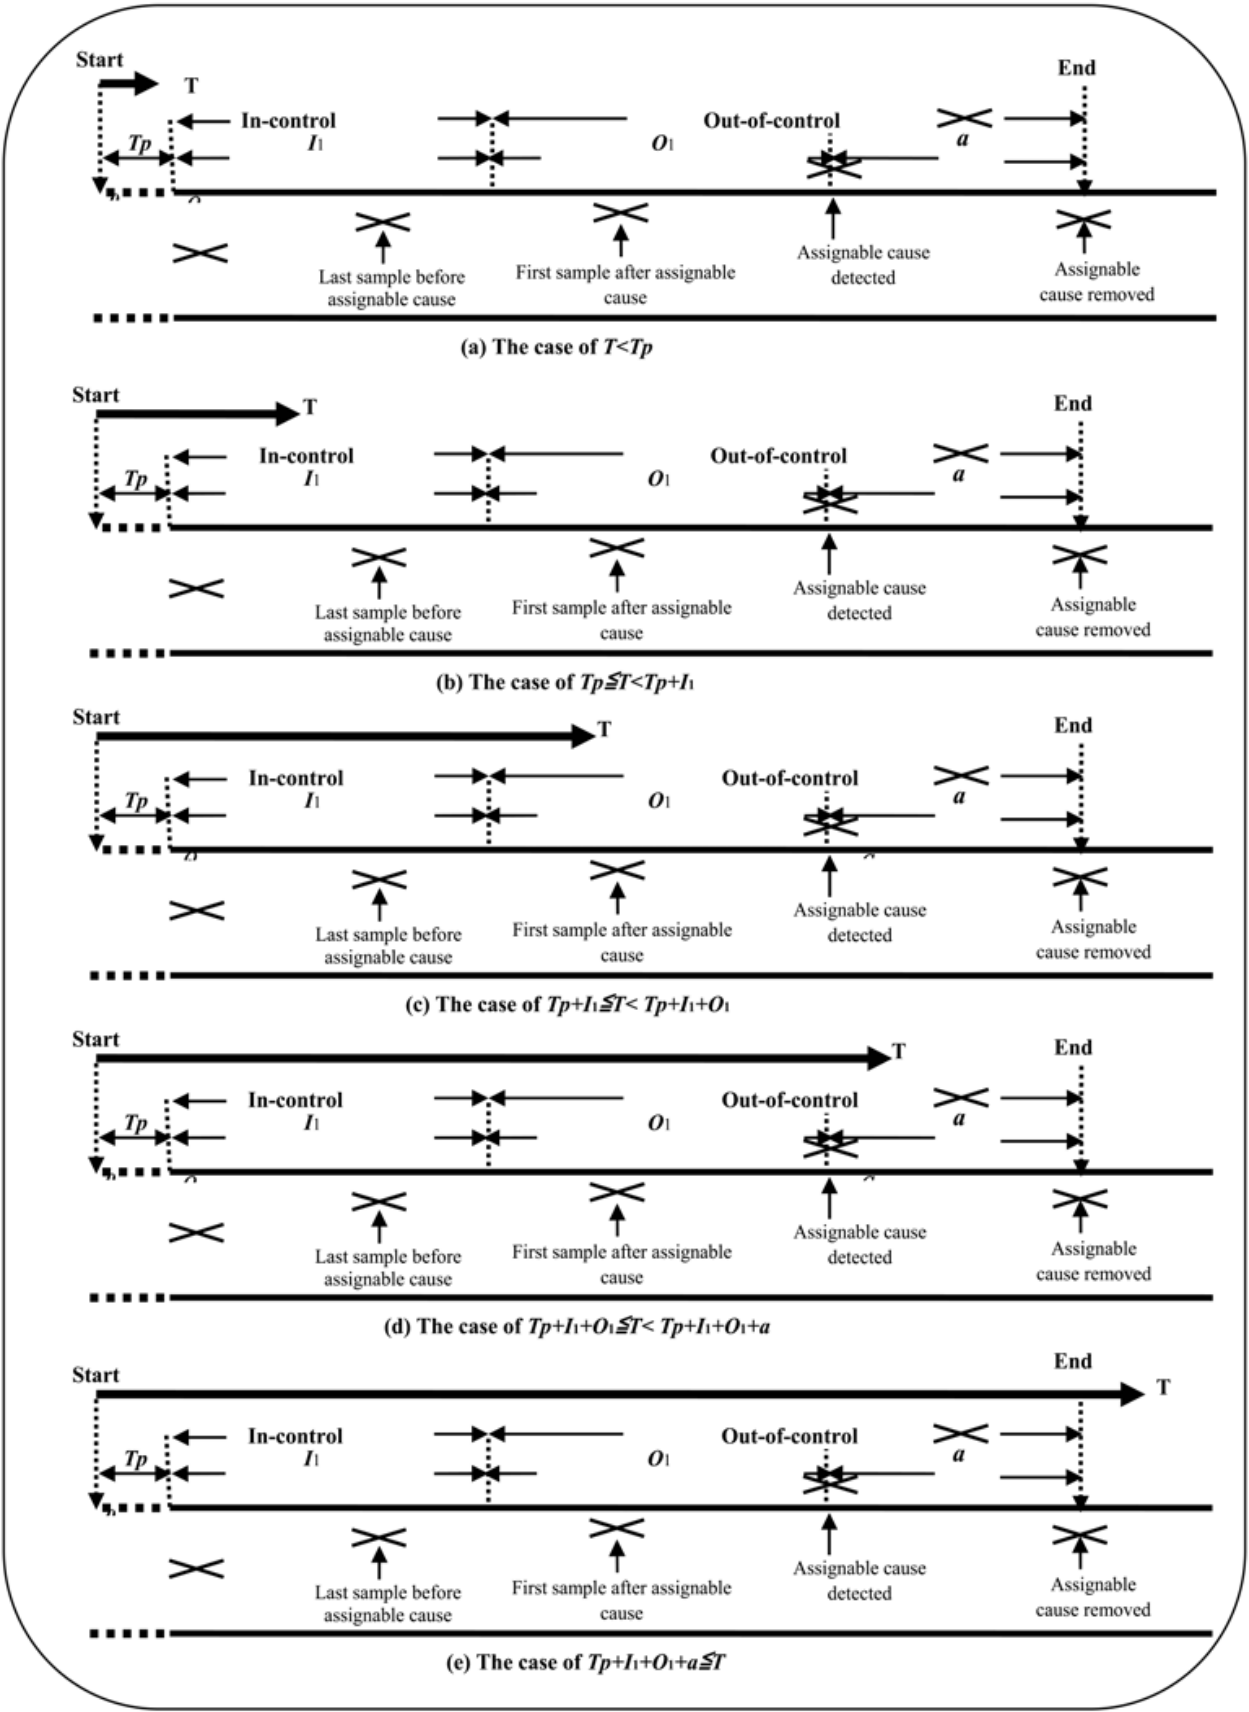 Start
T
End
In-control
Out-of-control
Tp
I1
O1
a
Last sample before
assignable cause
First sample after assignable
cause
Assignable cause
detected
Assignable
cause removed
(a) The case of T<Tp
Start
T
End
In-control
Out-of-control
Tp
I1
O1
a
Last sample before
assignable cause
First sample after assignable
cause
Assignable cause
detected
Assignable
cause removed
(b) The case of Tp≦T<Tp+I1
Start
T
End
In-control
Out-of-control
Tp
I1
O1
a
Last sample before
assignable cause
First sample after assignable
cause
Assignable cause
detected
Assignable
cause removed
(c) The case of Tp+I1≦T< Tp+I1+O1
Start
T
End
In-control
Out-of-control
Tp
I1
O1
a
Last sample before
assignable cause
First sample after assignable
cause
Assignable cause
detected
Assignable
cause removed
(d) The case of Tp+I1+O1≦T< Tp+I1+O1+a
Start
End
T
In-control
Out-of-control
Tp
I1
O1
a
Last sample before
assignable cause
First sample after assignable
cause
Assignable cause
detected
Assignable
cause removed
(e) The case of Tp+I1+O1+a≦T